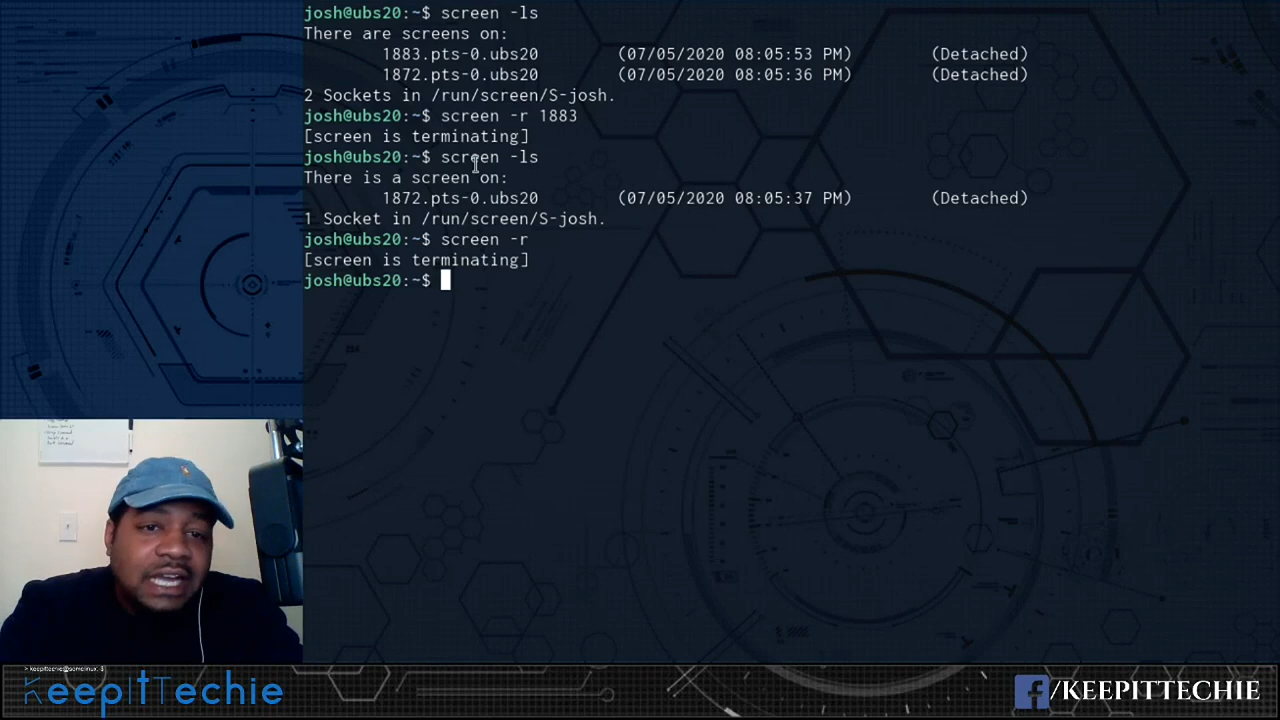 josh@ubs20:~$ screen -ls
There are screens on:
1883.pts-0.ubs20 (07/05/2020 08:05:53 PM) (Detached)
1872.pts-0.ubs20 (07/05/2020 08:05:36 PM) (Detached)
2 Sockets in /run/screen/S-josh.
josh@ubs20:~$ screen -r 1883
[screen is terminating]
josh@ubs20:~$ screen -ls
There is a screen on:
1872.pts-0.ubs20 (07/05/2020 08:05:37 PM) (Detached)
1 Socket in /run/screen/S-josh.
josh@ubs20:~$ screen -r
[screen is terminating]
josh@ubs20:~$
KeepItTechie
/KEEPITTECHIE